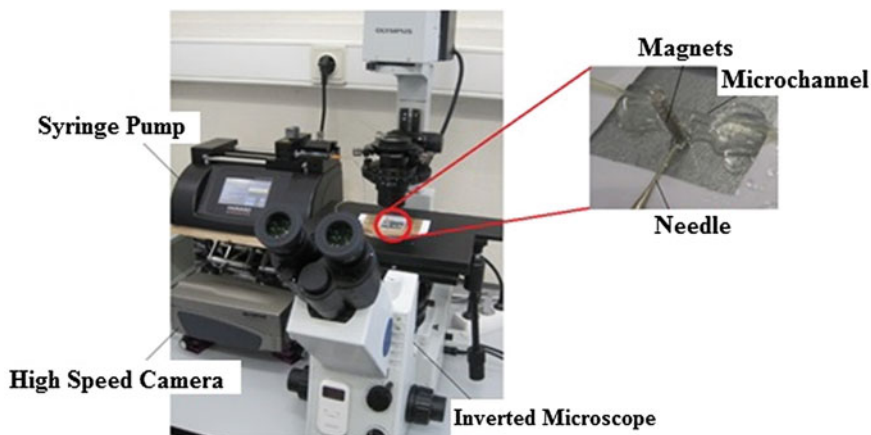 OLYMPUS
Magnets
Microchannel
Syringe Pump
Needle
High Speed Camera
Inverted Microscope